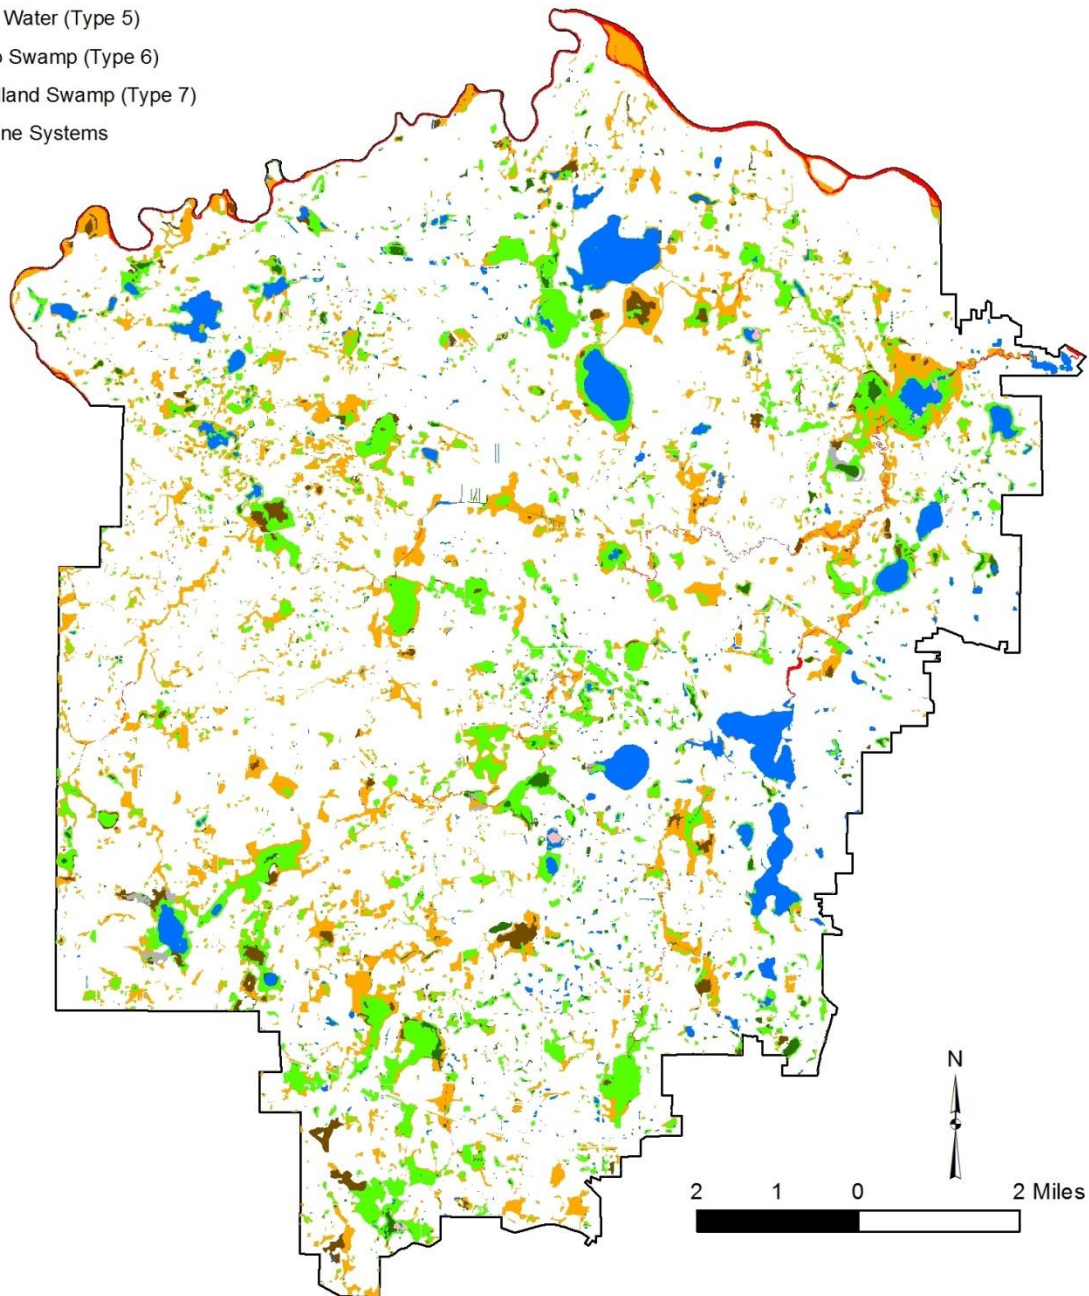 Water (Type 5)
Swamp (Type 6)
land Swamp (Type 7)
ne Systems
N
2 1 0 2 Miles